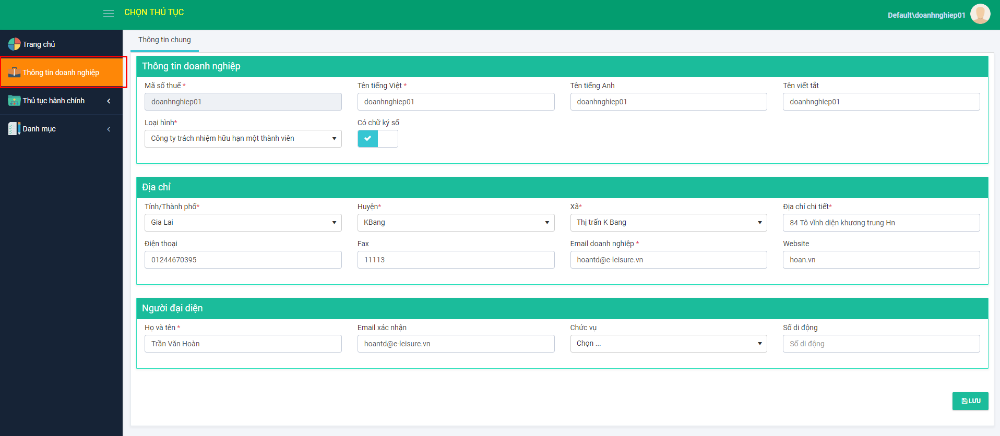 CHỌN THỦ TỤC
Default\doanhnghiep01
Trang chủ
Thông tin doanh nghiệp
Thủ tục hành chính
Danh mục
Thông tin chung
Thông tin doanh nghiệp
Mã số thuế * Tên tiếng Việt * Tên tiếng Anh Tên viết tắt
doanhnghiep01 doanhnghiep01 doanhnghiep01 doanhnghiep01
Loại hình* Có chữ ký số
Công ty trách nhiệm hữu hạn một thành viên
Địa chỉ
Tỉnh/Thành phố* Huyện* Xã* Địa chỉ chi tiết*
Gia Lai KBang Thị trấn K Bang 84 Tô vĩnh diện khương trung Hn
Điện thoại Fax Email doanh nghiệp * Website
01244670395 11113 hoantd@e-leisure.vn hoan.vn
Người đại diện
Họ và tên * Email xác nhận Chức vụ Số di động
Trần Văn Hoàn hoantd@e-leisure.vn Chọn ... Số di động
LƯU